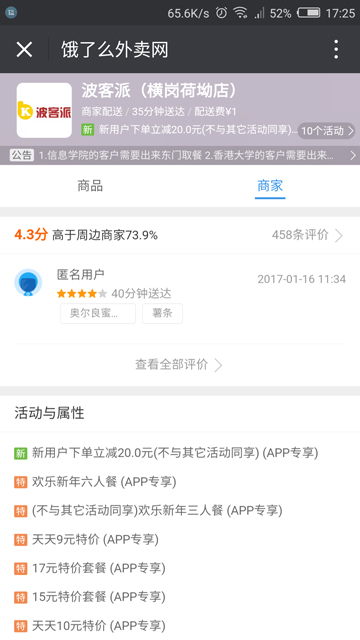 65.6K/s 52% 17:25
饿了么外卖网
波客派
波客派（横岗荷坳店）
商家配送 / 35分钟送达 / 配送费¥1
新 新用户下单立减20.0元(不与其它活动同享)... 10个活动
公告 1.信息学院的客户需要出来东门取餐 2.香港大学的客户需要出来...
商品 商家
4.3分 高于周边商家73.9% 458条评价
匿名用户 2017-01-16 11:34
40分钟送达
奥尔良蜜... 薯条
查看全部评价
活动与属性
新 新用户下单立减20.0元(不与其它活动同享) (APP专享)
特 欢乐新年六人餐 (APP专享)
特 (不与其它活动同享)欢乐新年三人餐 (APP专享)
特 天天9元特价 (APP专享)
特 17元特价套餐 (APP专享)
特 15元特价套餐 (APP专享)
特 天天10元特价 (APP专享)